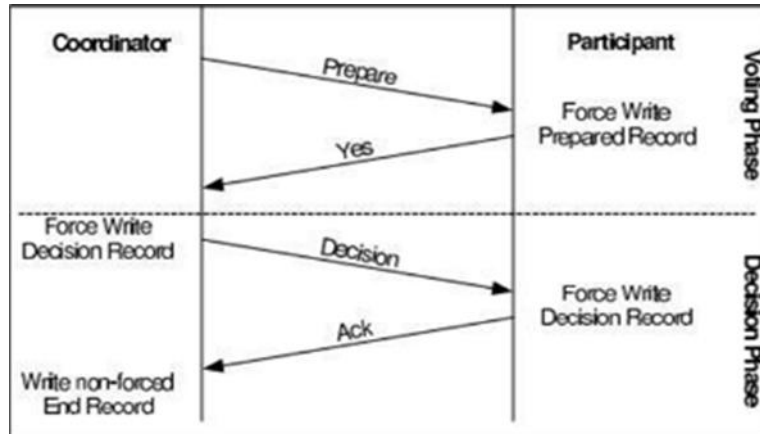 Coordinator
Participant
Voting Phase
Prepare
Force Write
Prepared Record
Yes
Force Write
Decision Record
Decision
Force Write
Decision Record
Decision Phase
Ack
Write non-forced
End Record